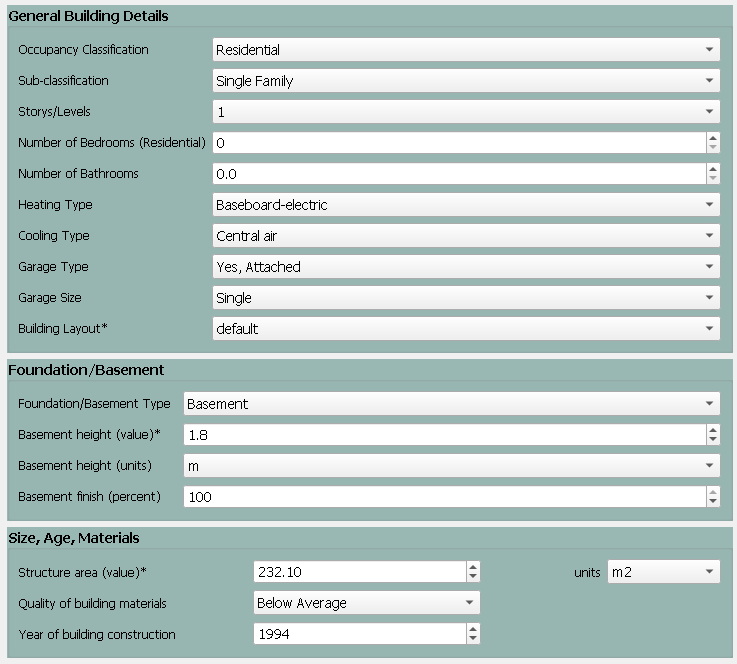 General Building Details
Occupancy Classification Residential
Sub-classification Single Family
Storys/Levels 1
Number of Bedrooms (Residential) 0
Number of Bathrooms 0.0
Heating Type Baseboard-electric
Cooling Type Central air
Garage Type Yes, Attached
Garage Size Single
Building Layout* default
Foundation/Basement
Foundation/Basement Type Basement
Basement height (value)* 1.8
Basement height (units) m
Basement finish (percent) 100
Size, Age, Materials
Structure area (value)* 232.10 units m2
Quality of building materials Below Average
Year of building construction 1994